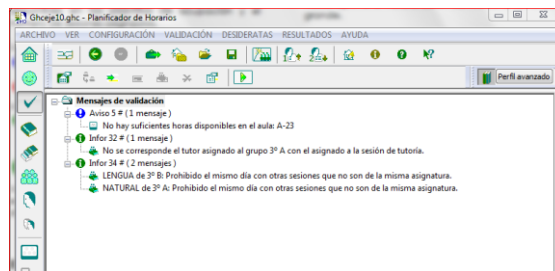 gestionar
Ghceje10.ghc - Planificador de Horarios
ARCHIVO VER CONFIGURACIÓN VALIDACIÓN DESIDERATAS RESULTADOS AYUDA
Perfil avanzado
Mensajes de validación
Aviso 5 # ( 1 mensaje )
No hay suficientes horas disponibles en el aula: A-23
Infor 32 # ( 1 mensaje )
No se corresponde el tutor asignado al grupo 3º A con el asignado a la sesión de tutoría.
Infor 34 # ( 2 mensajes )
LENGUA de 3º B: Prohibido el mismo día con otras sesiones que no son de la misma asignatura.
NATURAL de 3º A: Prohibido el mismo día con otras sesiones que no son de la misma asignatura.